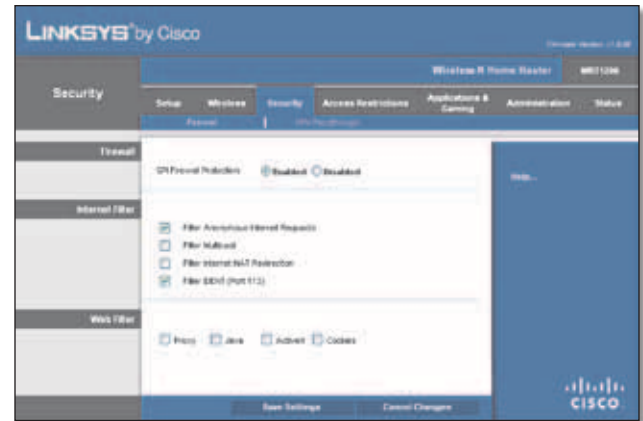 LINKSYS® by Cisco
Wireless-N Home Router
Security
Setup Wireless Security Access Restrictions Applications & Gaming Administration Status
Firewall
Firewall
SPI Firewall Protection: Enabled Disabled
Help...
Internet Filter
Filter Anonymous Internet Requests
Filter Multicast
Filter Internet NAT Redirection
Filter IDENT (Port 113)
Web Filter
Proxy Java ActiveX Cookies
Save Settings Cancel Changes
CISCO